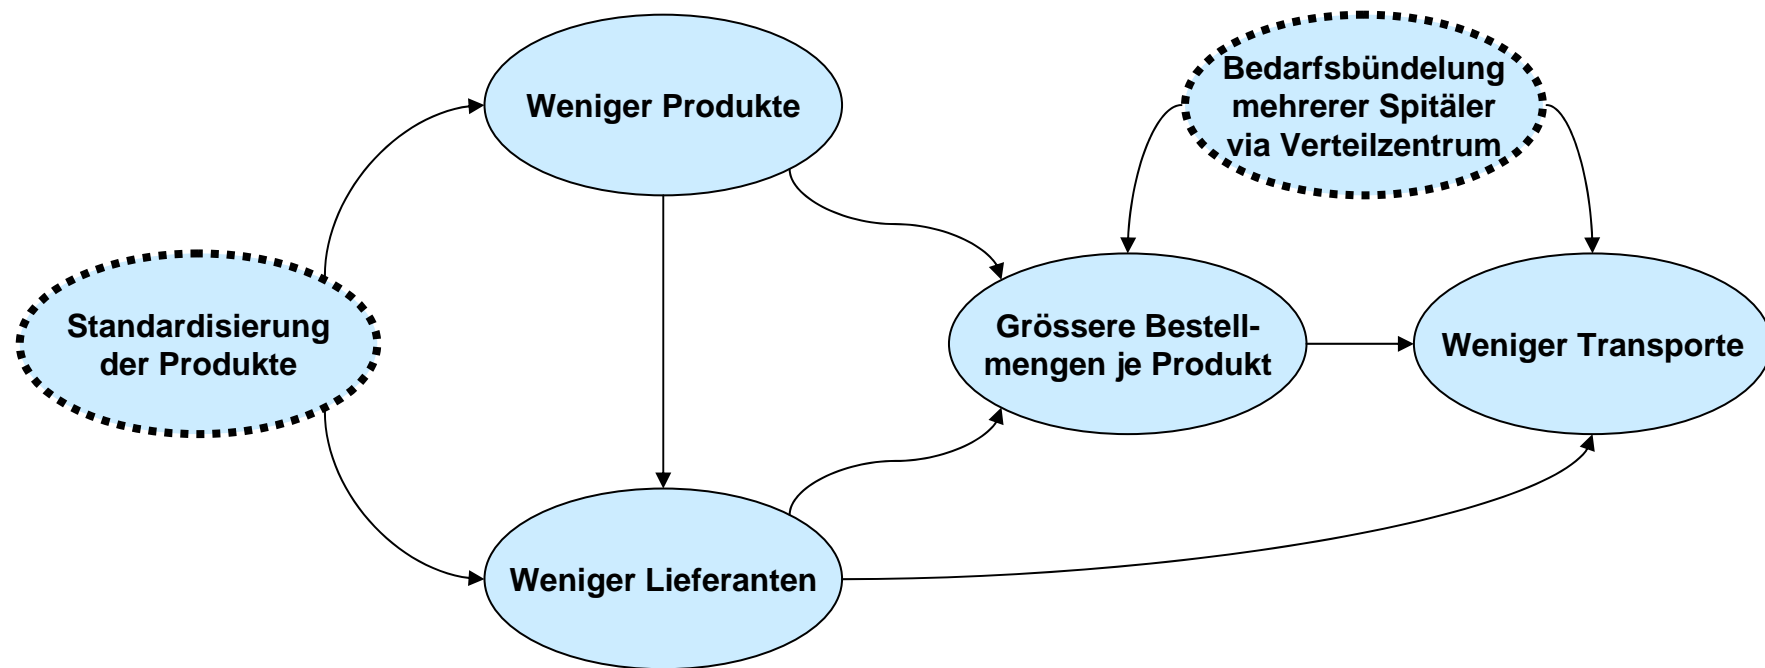 Weniger Produkte
Bedarfsbündelung
mehrerer Spitäler
via Verteilzentrum
Standardisierung
der Produkte
Grössere Bestell-
mengen je Produkt
Weniger Transporte
Weniger Lieferanten